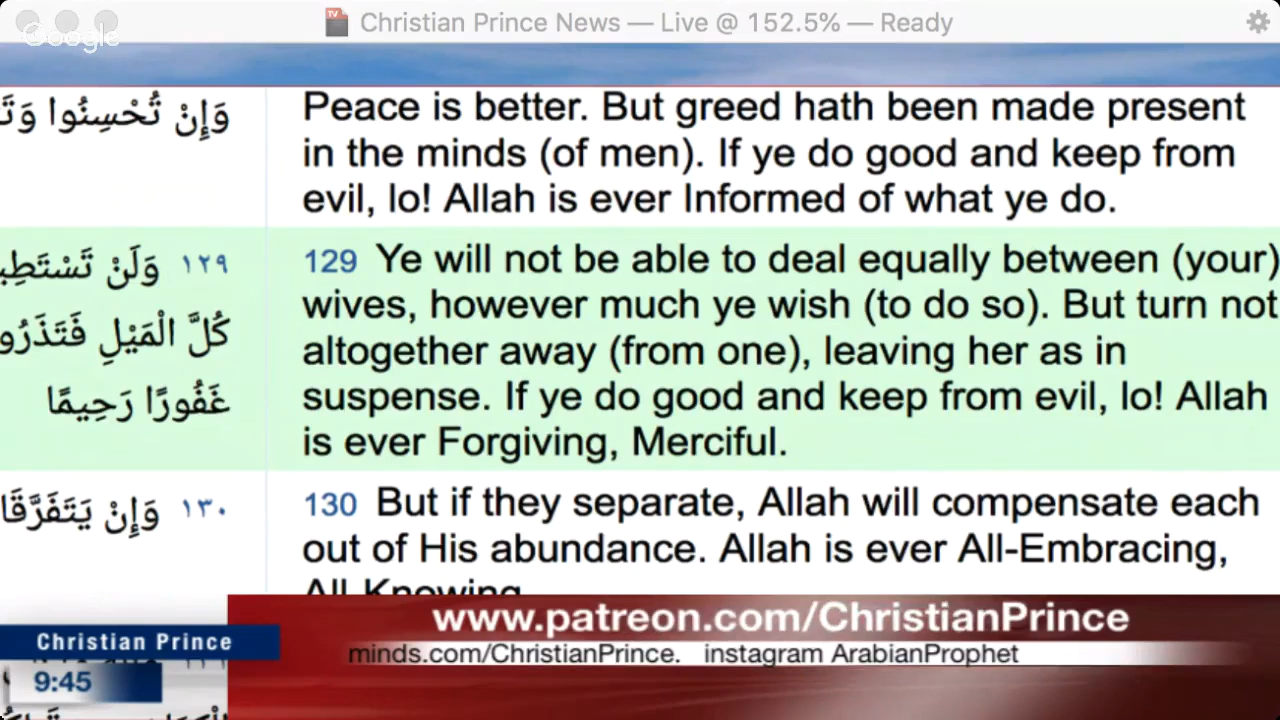 Christian Prince News — Live @ 152.5% — Ready
Google
وَإِنْ تُحْسِنُوا
Peace is better. But greed hath been made present
in the minds (of men). If ye do good and keep from
evil, lo! Allah is ever Informed of what ye do.
١٢٩ وَلَنْ
كُلَّ الْمَيْلِ
غَفُورًا رَحِيمًا
129 Ye will not be able to deal equally between (your)
wives, however much ye wish (to do so). But turn not
altogether away (from one), leaving her as in
suspense. If ye do good and keep from evil, lo! Allah
is ever Forgiving, Merciful.
١٣٠ وَإِنْ يَتَفَرَّقَا
130 But if they separate, Allah will compensate each
out of His abundance. Allah is ever All-Embracing,
All-Knowing
www.patreon.com/ChristianPrince
Christian Prince
minds.com/ChristianPrince. instagram ArabianProphet
9:45